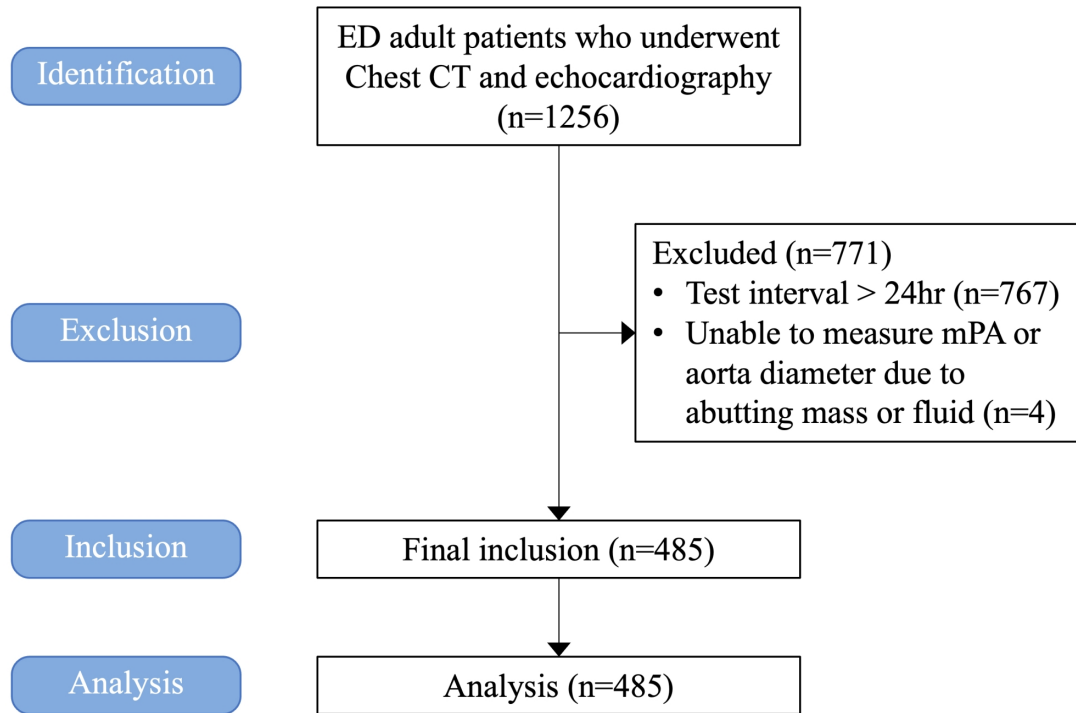 Identification
ED adult patients who underwent
Chest CT and echocardiography
(n=1256)
Exclusion
Excluded (n=771)
• Test interval > 24hr (n=767)
• Unable to measure mPA or
aorta diameter due to
abutting mass or fluid (n=4)
Inclusion
Final inclusion (n=485)
Analysis
Analysis (n=485)